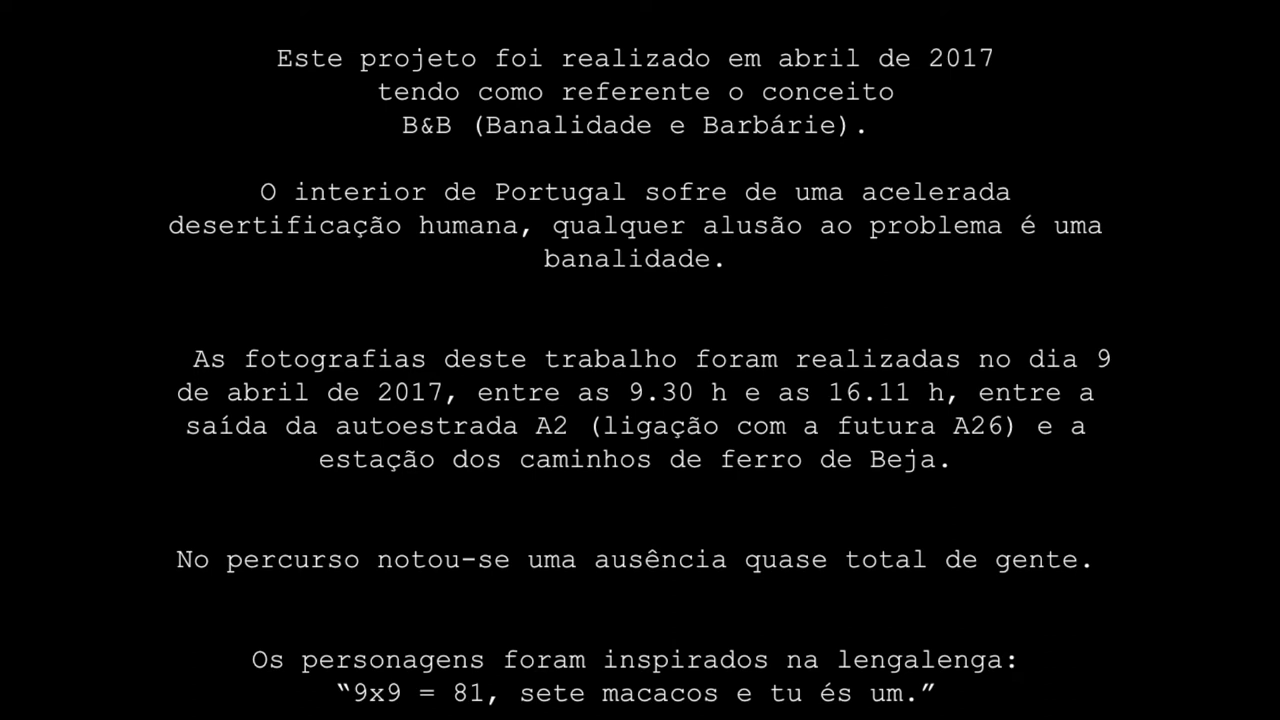 Este projeto foi realizado em abril de 2017
tendo como referente o conceito
B&B (Banalidade e Barbárie).
O interior de Portugal sofre de uma acelerada
desertificação humana, qualquer alusão ao problema é uma
banalidade.
As fotografias deste trabalho foram realizadas no dia 9
de abril de 2017, entre as 9.30 h e as 16.11 h, entre a
saída da autoestrada A2 (ligação com a futura A26) e a
estação dos caminhos de ferro de Beja.
No percurso notou-se uma ausência quase total de gente.
Os personagens foram inspirados na lengalenga:
“9x9 = 81, sete macacos e tu és um.”